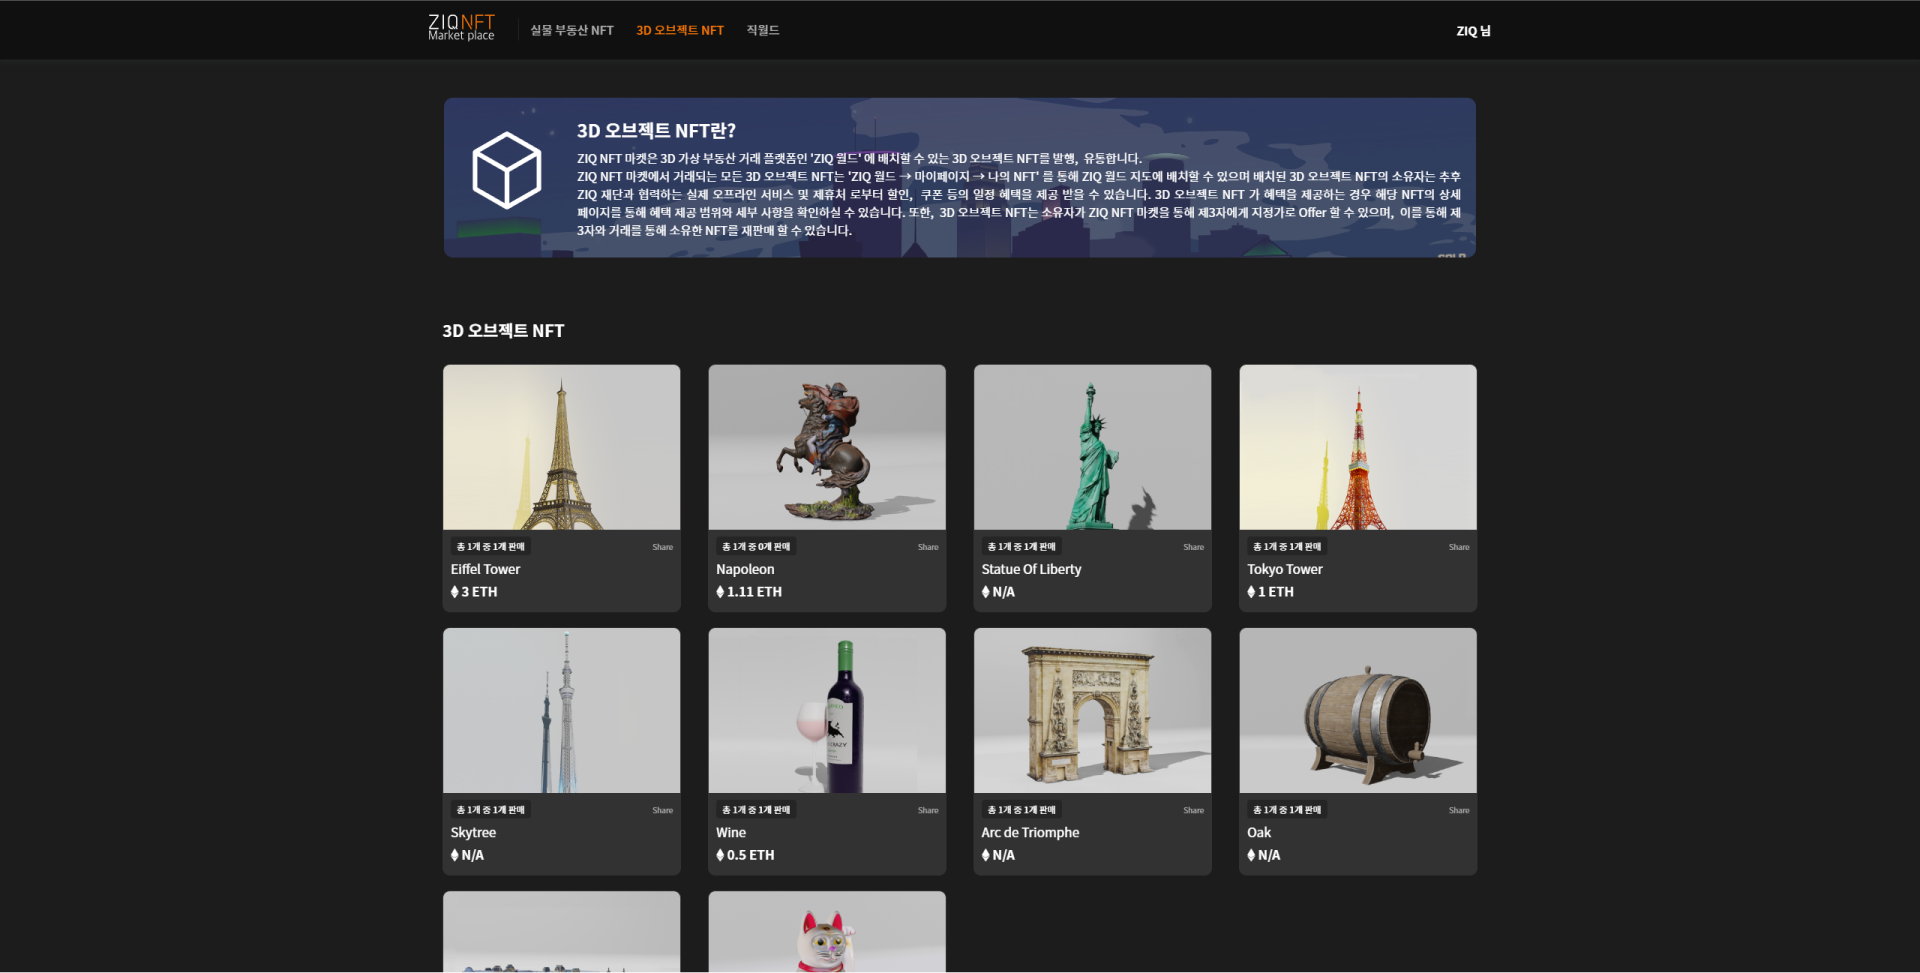 ZIQNFT
Market place
실물 부동산 NFT
3D 오브젝트 NFT
직월드
ZIQ 님
3D 오브젝트 NFT란?
ZIQ NFT 마켓은 3D 가상 부동산 거래 플랫폼인 'ZIQ 월드' 에 배치할 수 있는 3D 오브젝트 NFT를 발행, 유통합니다.
ZIQ NFT 마켓에서 거래되는 모든 3D 오브젝트 NFT는 'ZIQ 월드 → 마이페이지 → 나의 NFT' 를 통해 ZIQ 월드 지도에 배치할 수 있으며 배치된 3D 오브젝트 NFT의 소유자는 추후
ZIQ 재단과 협력하는 실제 오프라인 서비스 및 제휴처 로부터 할인, 쿠폰 등의 일정 혜택을 제공 받을 수 있습니다. 3D 오브젝트 NFT 가 혜택을 제공하는 경우 해당 NFT의 상세
페이지를 통해 혜택 제공 범위와 세부 사항을 확인하실 수 있습니다. 또한, 3D 오브젝트 NFT는 소유자가 ZIQ NFT 마켓을 통해 제3자에게 지정가로 Offer 할 수 있으며, 이를 통해 제
3자와 거래를 통해 소유한 NFT를 재판매 할 수 있습니다.
3D 오브젝트 NFT
총 1개 중 1개 판매
Share
Eiffel Tower
3 ETH
총 1개 중 0개 판매
Share
Napoleon
1.11 ETH
총 1개 중 1개 판매
Share
Statue Of Liberty
N/A
총 1개 중 1개 판매
Share
Tokyo Tower
1 ETH
총 1개 중 1개 판매
Share
Skytree
N/A
총 1개 중 1개 판매
Share
Wine
0.5 ETH
총 1개 중 1개 판매
Share
Arc de Triomphe
N/A
총 1개 중 1개 판매
Share
Oak
N/A